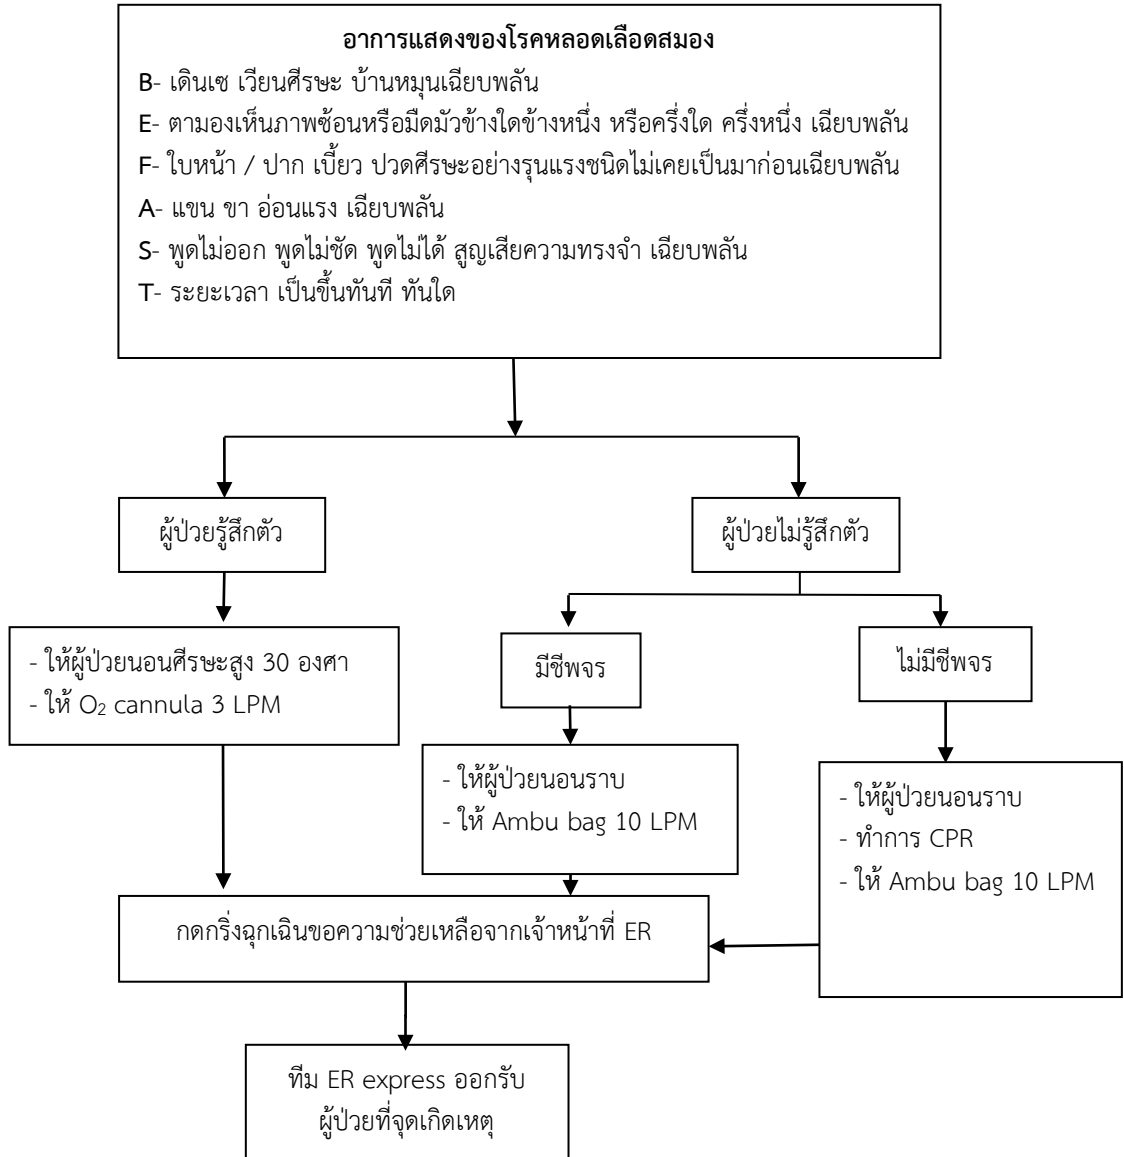 อาการแสดงของโรคหลอดเลือดสมอง
B- เดินเซ เวียนศีรษะ บ้านหมุนเฉียบพลัน
E- ตามองเห็นภาพซ้อนหรือมืดมัวข้างใดข้างหนึ่ง หรือครึ่งใด ครึ่งหนึ่ง เฉียบพลัน
F- ใบหน้า / ปาก เบี้ยว ปวดศีรษะอย่างรุนแรงชนิดไม่เคยเป็นมาก่อนเฉียบพลัน
A- แขน ขา อ่อนแรง เฉียบพลัน
S- พูดไม่ออก พูดไม่ชัด พูดไม่ได้ สูญเสียความทรงจำ เฉียบพลัน
T- ระยะเวลา เป็นขึ้นทันที ทันใด
ผู้ป่วยรู้สึกตัว
ผู้ป่วยไม่รู้สึกตัว
- ให้ผู้ป่วยนอนศีรษะสูง 30 องศา
- ให้ O₂ cannula 3 LPM
มีชีพจร
ไม่มีชีพจร
- ให้ผู้ป่วยนอนราบ
- ให้ Ambu bag 10 LPM
- ให้ผู้ป่วยนอนราบ
- ทำการ CPR
- ให้ Ambu bag 10 LPM
กดกริ่งฉุกเฉินขอความช่วยเหลือจากเจ้าหน้าที่ ER
ทีม ER express ออกรับ
ผู้ป่วยที่จุดเกิดเหตุ